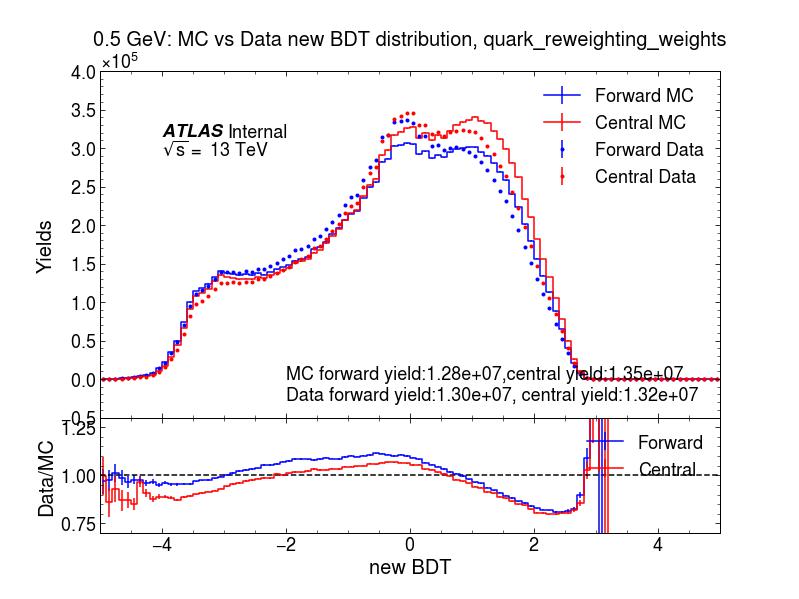 0.5 GeV: MC vs Data new BDT distribution, quark_reweighting_weights
×10⁵
4.0
3.5
3.0
2.5
2.0
1.5
1.0
0.5
0.0
0.5
Yields
ATLAS Internal
√s = 13 TeV
Forward MC
Central MC
Forward Data
Central Data
MC forward yield:1.28e+07,central yield:1.35e+07
Data forward yield:1.30e+07, central yield:1.32e+07
1.25
1.00
0.75
Data/MC
Forward
Central
−4 −2 0 2 4
new BDT